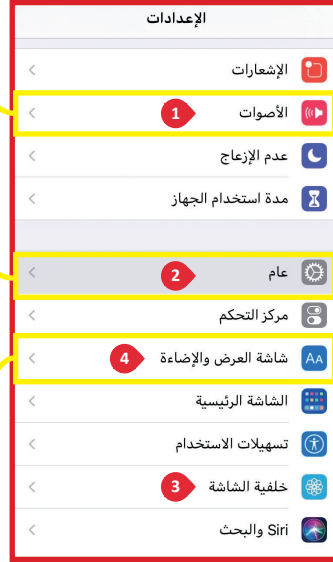 الإعدادات
الإشعارات
الأصوات 1
عدم الإزعاج
مدة استخدام الجهاز
عام 2
مركز التحكم
AA شاشة العرض والإضاءة 4
الشاشة الرئيسية
تسهيلات الاستخدام
خلفية الشاشة 3
Siri والبحث